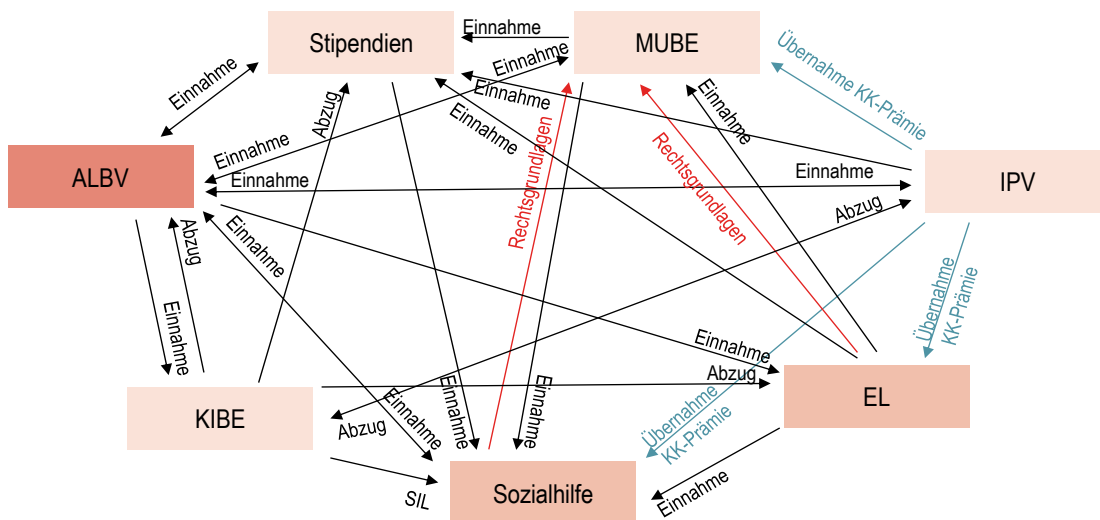 Einnahme
Stipendien
MUBE
Übernahme KK-Prämie
Einnahme
Einnahme
Einnahme
Einnahme
Abzug
Einnahme
Einnahme
Rechtsgrundlagen
Rechtsgrundlagen
Einnahme
ALBV
Einnahme
Einnahme
IPV
Abzug
Abzug
Einnahme
Übernahme
KK-Prämie
Einnahme
Einnahme
Abzug
EL
KIBE
Abzug
Einnahme
Einnahme
Einnahme
Übernahme
KK-Prämie
SIL
Sozialhilfe
Einnahme